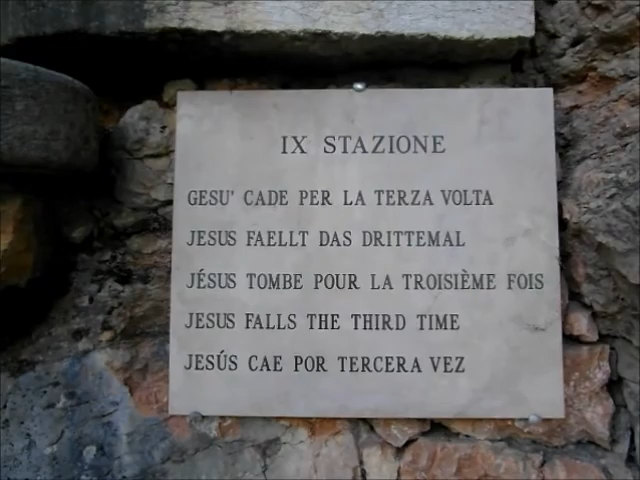 IX STAZIONE
GESU' CADE PER LA TERZA VOLTA
JESUS FAELLT DAS DRITTEMAL
JÉSUS TOMBE POUR LA TROISIÈME FOIS
JESUS FALLS THE THIRD TIME
JESÚS CAE POR TERCERA VEZ